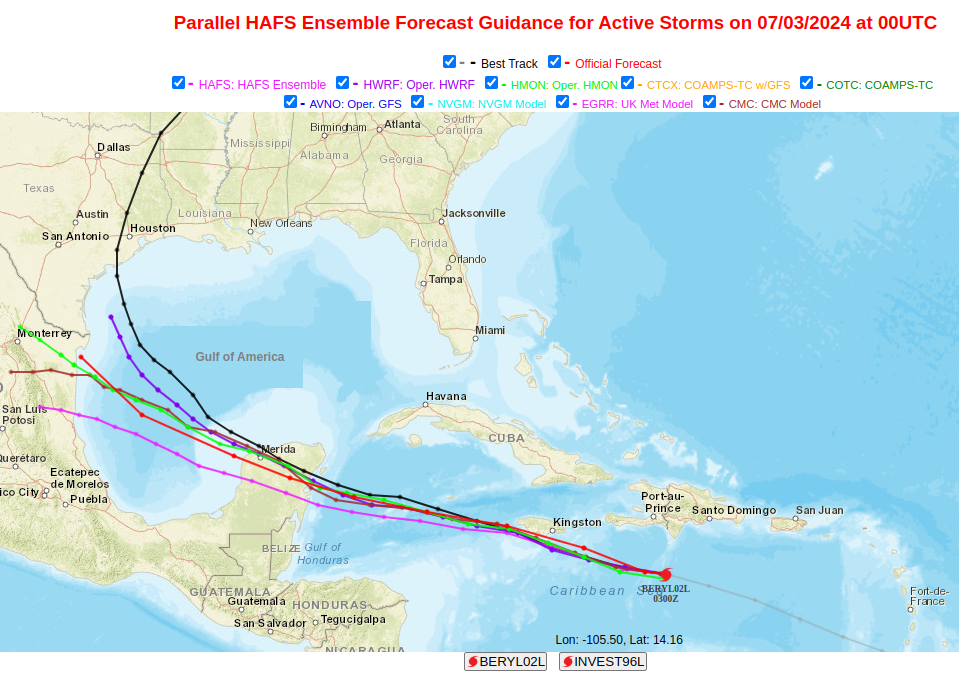 Parallel HAFS Ensemble Forecast Guidance for Active Storms on 07/03/2024 at 00UTC
- - Best Track - Official Forecast
- HAFS: HAFS Ensemble - HWRF: Oper. HWRF - HMON: Oper. HMON - CTCX: COAMPS-TC w/GFS - COTC: COAMPS-TC
- AVNO: Oper. GFS - NVGM: NVGM Model - EGRR: UK Met Model - CMC: CMC Model
South
Carolina
Birmingham
Atlanta
Mississippi
Dallas
Alabama
Georgia
Texas
Austin
Louisiana
Jacksonville
New Orleans
Houston
San Antonio
Florida
Orlando
Tampa
Monterrey
Miami
Gulf of America
Havana
San Luis
Potosi
CUBA
Merida
Querétaro
Ecatepec
de Morelos
ico City
Puebla
Port-au-
Prince
Santo Domingo
San Juan
Kingston
BELIZE
Gulf of
Honduras
Caribbean S
BERYL02L
0300Z
GUATEMALA
Guatemala
HONDURAS
Fort-de-
France
San Salvador
Tegucigalpa
Lon: -105.50, Lat: 14.16
NICARAGUA
BERYL02L INVEST96L